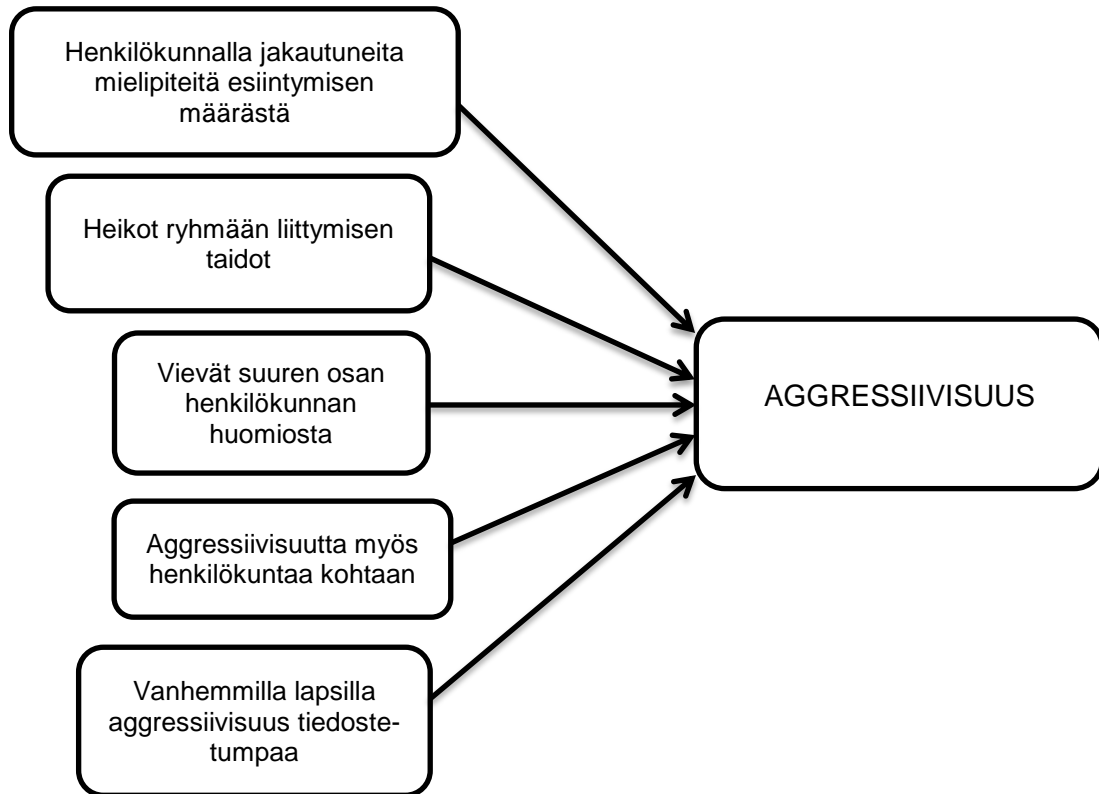 Henkilökunnalla jakautuneita
mielipiteitä esiintymisen
määrästä
Heikot ryhmään liittymisen
taidot
Vievät suuren osan
henkilökunnan
huomiosta
AGGRESSIIVISUUS
Aggressiivisuutta myös
henkilökuntaa kohtaan
Vanhemmilla lapsilla
aggressiivisuus tiedoste-
tumpaa